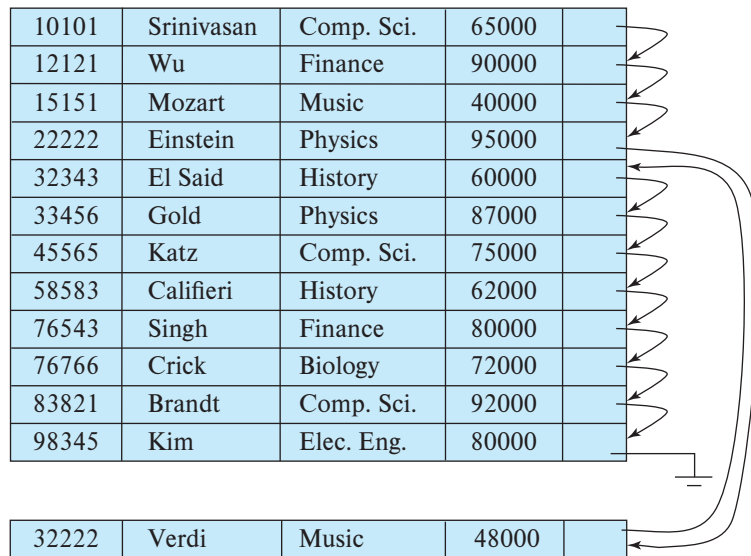 10101 Srinivasan Comp. Sci. 65000
12121 Wu Finance 90000
15151 Mozart Music 40000
22222 Einstein Physics 95000
32343 El Said History 60000
33456 Gold Physics 87000
45565 Katz Comp. Sci. 75000
58583 Califieri History 62000
76543 Singh Finance 80000
76766 Crick Biology 72000
83821 Brandt Comp. Sci. 92000
98345 Kim Elec. Eng. 80000
32222 Verdi Music 48000